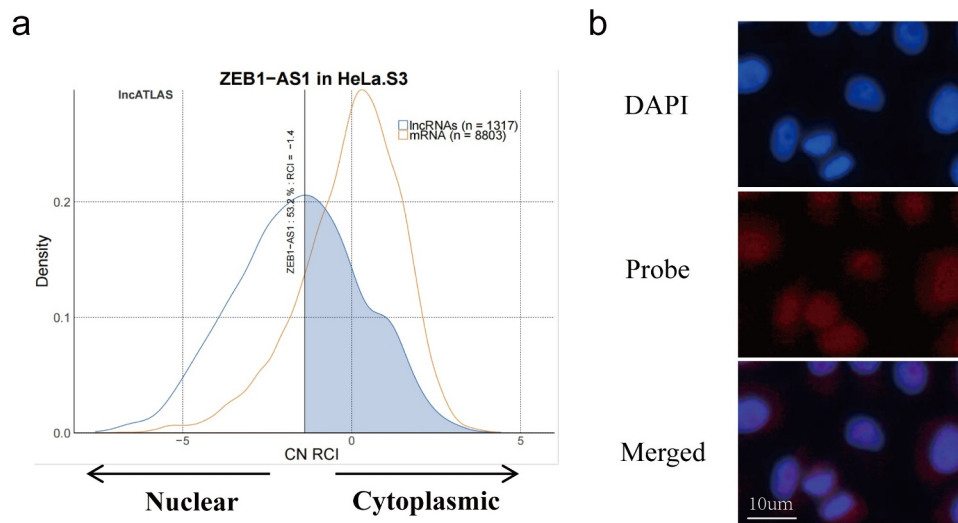 a
ZEB1−AS1 in HeLa.S3
lncATLAS
lncRNAs (n = 1317)
mRNA (n = 8803)
ZEB1−AS1 : 53.2 % : RCI = −1.4
Density
0.2
0.1
0.0
−5
0
5
CN RCI
Nuclear
Cytoplasmic
b
DAPI
Probe
Merged
10um